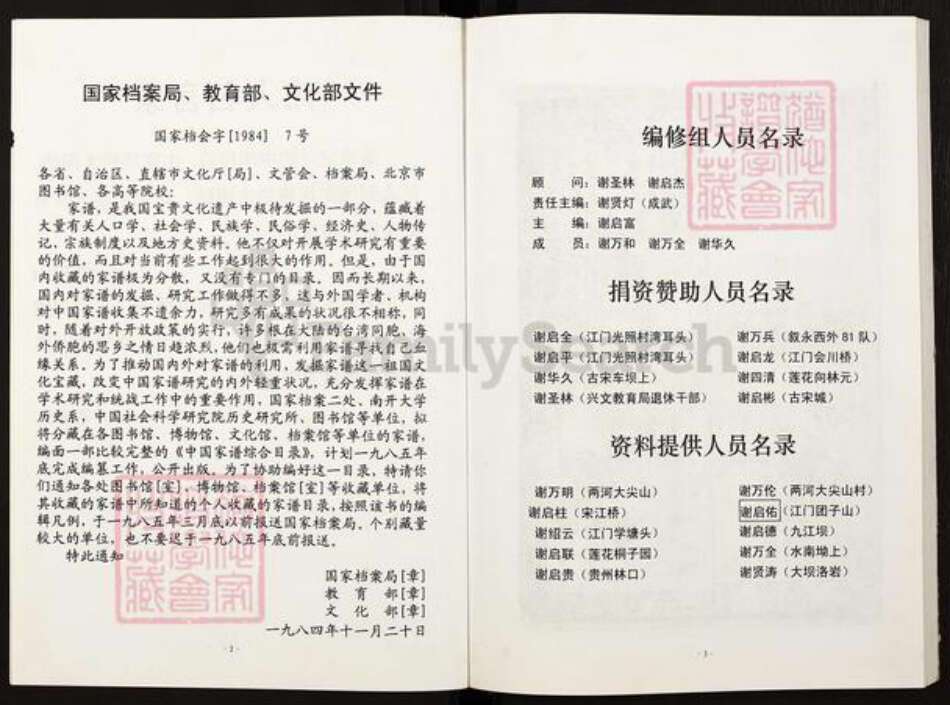 国家档案局、教育部、文化部文件
国家档会字[1984] 7号
各省、自治区、直辖市文化厅[局]、文管会、档案局、北京市
图书馆、各高等院校：
家谱，是我国宝贵文化遗产中极待发掘的一部分，蕴藏着
大量有关人口学、社会学、民族学、民俗学、经济史、人物传
记，宗族制度以及地方史资料。他不仅对开展学术研究有重要
的价值，而且对当前有些工作起到很大的作用。但是，由于国
内收藏的家谱极为分散，又没有专门的目录。因而长期以来，
国内对家谱的发掘、研究工作做得不多。这与外国学者、机构
对中国家谱收集不遗余力，研究多有成果的状况很不相称，同
时，随着对外开放政策的实行，许多根在大陆的台湾同胞，海
外侨胞的思乡之情日趋浓烈，他们也极需利用家谱寻找自己血
缘关系。为了推动国内外对家谱的利用，发掘家谱这一祖国文
化宝藏，改变中国家谱研究的内外轻重状况，充分发挥家谱在
学术研究和统战工作中的重要作用，国家档案二处、南开大学
历史系，中国社会科学研究院历史研究所、图书馆等单位，拟
将分藏在各图书馆、博物馆、文化馆、档案馆等单位的家谱，
编面一部比较完整的《中国家谱综合目录》，计划一九八五年
底完成编纂工作，公开出版。为了协助编好这一目录，特请你
们通知各处图书馆[室]，博物馆、档案馆[室]等收藏单位，将
其收藏的家谱中所知道的个人收藏的家谱目录，按照该书的编
辑凡例，于一九八五年三月底以前报送国家档案局。个别藏量
较大的单位，也不要迟于一九八五年底前报送。
特此通知
国家档案局[章]
教 育 部[章]
文 化 部[章]
一九八四年十一月二十日
·2·
编修组人员名录
顾 问：谢圣林 谢启杰
责任主编：谢贤灯（成武）
主 编：谢启富
成 员：谢万和 谢万全 谢华久
捐资赞助人员名录
谢启全（江门光照村湾耳头） 谢万兵（叙永西外81队）
谢启平（江门光照村湾耳头） 谢启龙（江门会川桥）
谢华久（古宋车坝上） 谢四清（莲花向林元）
谢圣林（兴文教育局退休干部） 谢启彬（古宋城）
资料提供人员名录
谢万明（两河大尖山） 谢万伦（两河大尖山村）
谢启柱（宋江桥） 谢启佑（江门团子山）
谢绍云（江门学塘头） 谢启德（九江坝）
谢启联（莲花桐子园） 谢万全（水南坳上）
谢启贵（贵州林口） 谢贤涛（大坝洛岩）
·3·
FamilySearch